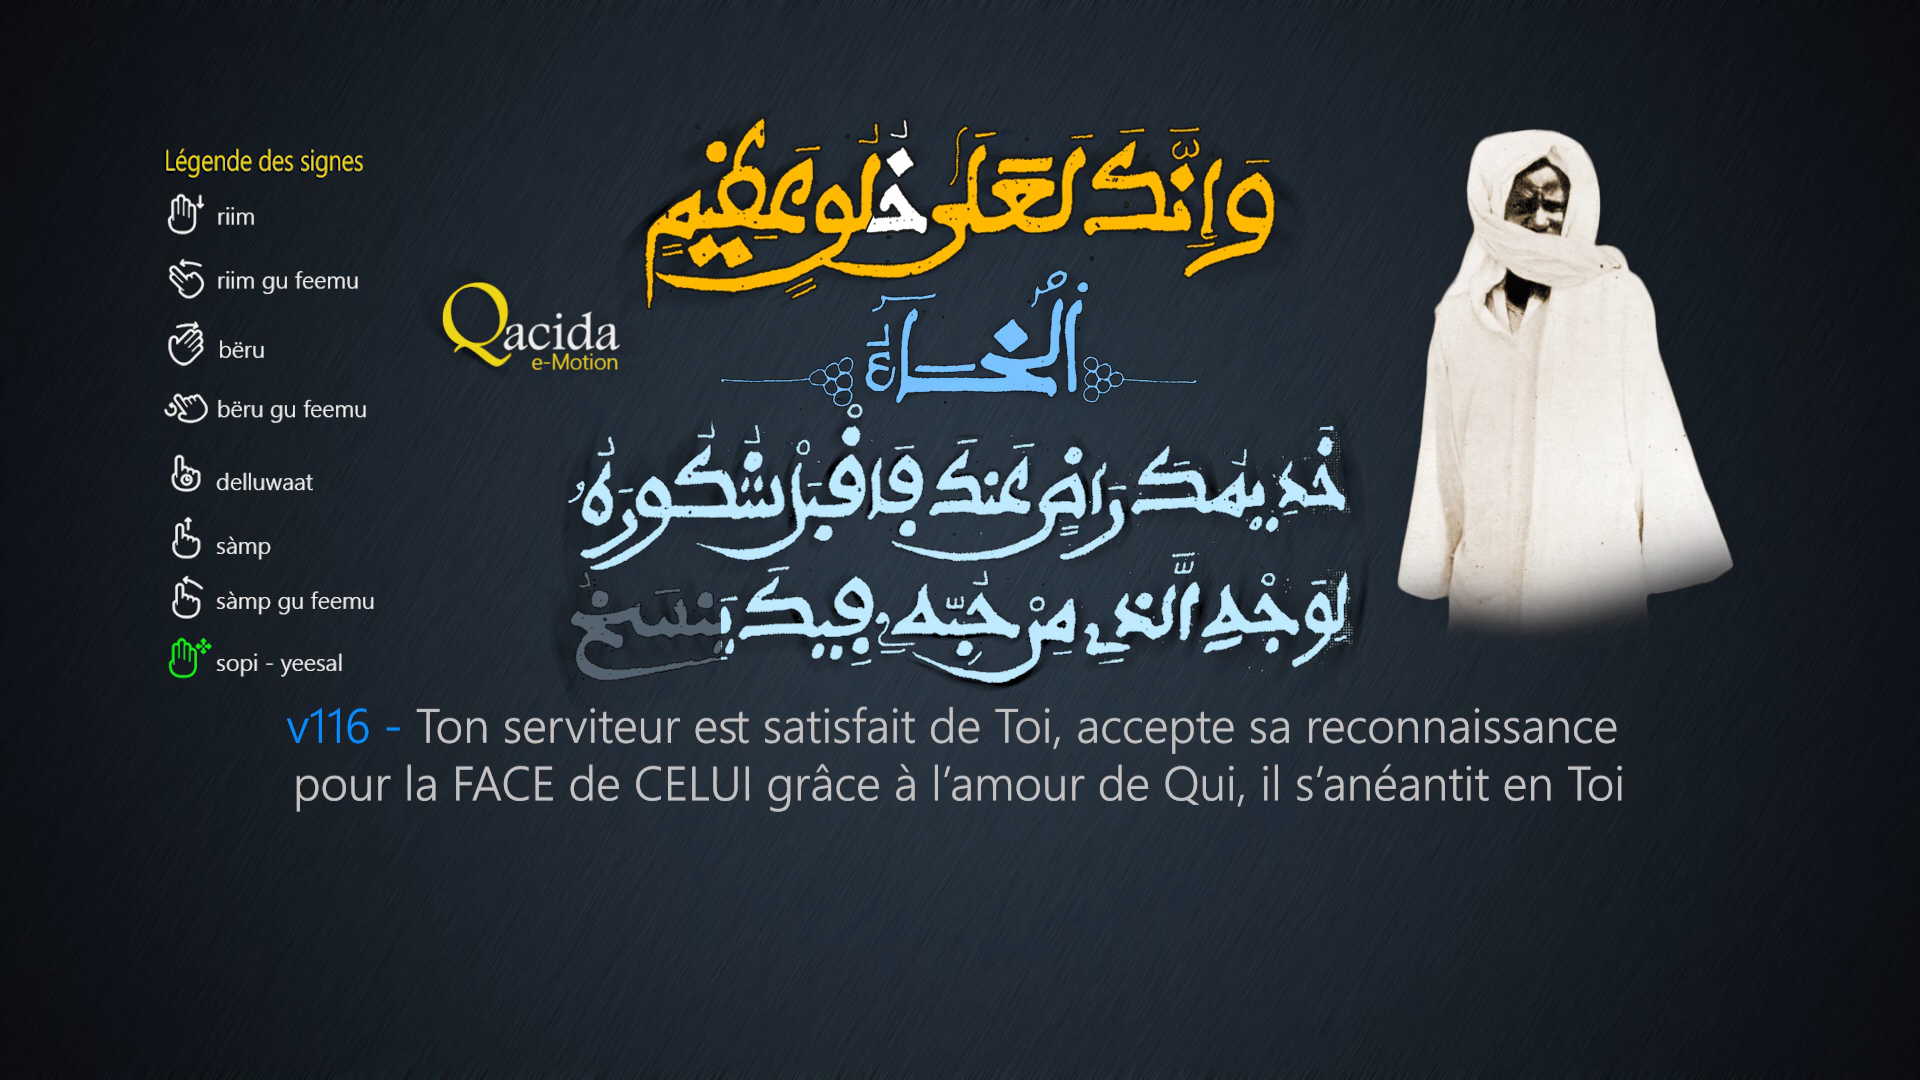 وَإِنَّكَ لَعَلَى خُلُوٍ عَظِيمٍ
Légende des signes
riim
riim gu feemu
bëru
bëru gu feemu
delluwaat
sàmp
sàmp gu feemu
sopi - yeesal
Qacida
e-Motion
الْخَاءُ
خَدِيمُكَ رَاضٍ عَنكَ فَاقْبَلْ شُكُورَهُ
لِوَجْهِ الَّذِي مِنْ حُبِّهِ فِيكَ يَنسَخُ
v116 - Ton serviteur est satisfait de Toi, accepte sa reconnaissance
pour la FACE de CELUI grâce à l’amour de Qui, il s’anéantit en Toi